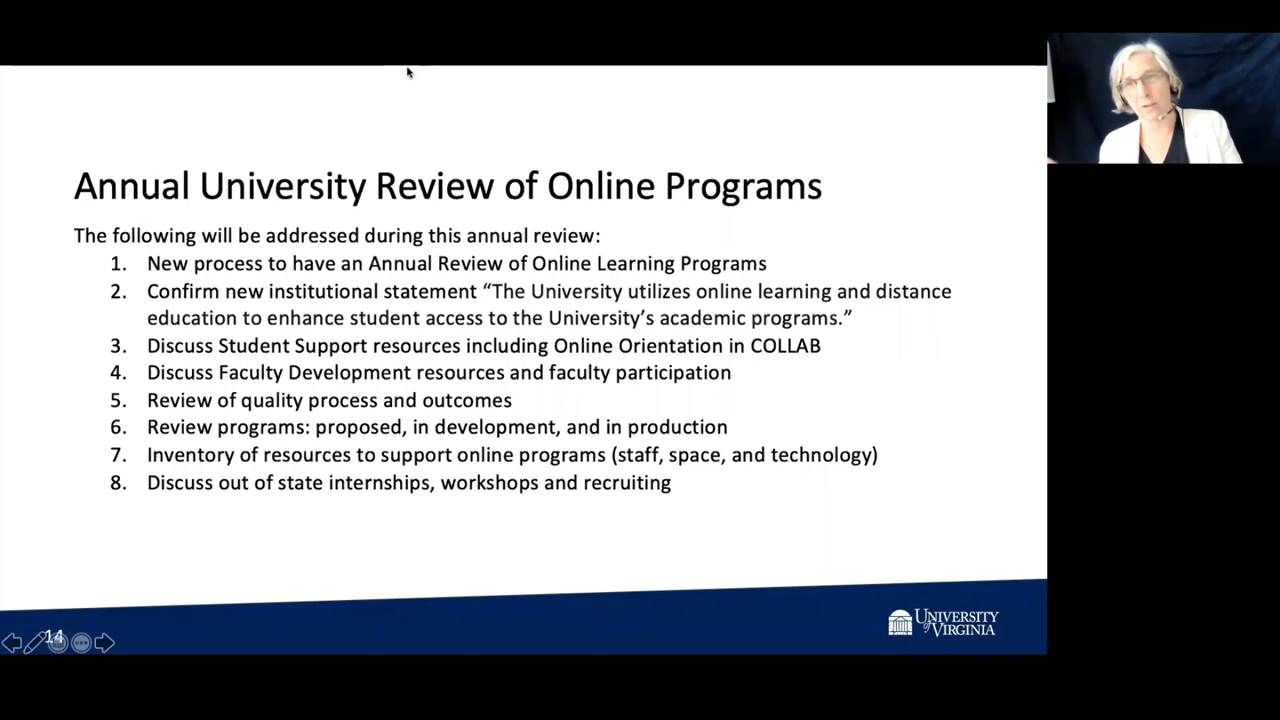 Annual University Review of Online Programs
The following will be addressed during this annual review:
1. New process to have an Annual Review of Online Learning Programs
2. Confirm new institutional statement “The University utilizes online learning and distance
education to enhance student access to the University’s academic programs.”
3. Discuss Student Support resources including Online Orientation in COLLAB
4. Discuss Faculty Development resources and faculty participation
5. Review of quality process and outcomes
6. Review programs: proposed, in development, and in production
7. Inventory of resources to support online programs (staff, space, and technology)
8. Discuss out of state internships, workshops and recruiting
14
UNIVERSITY
of VIRGINIA